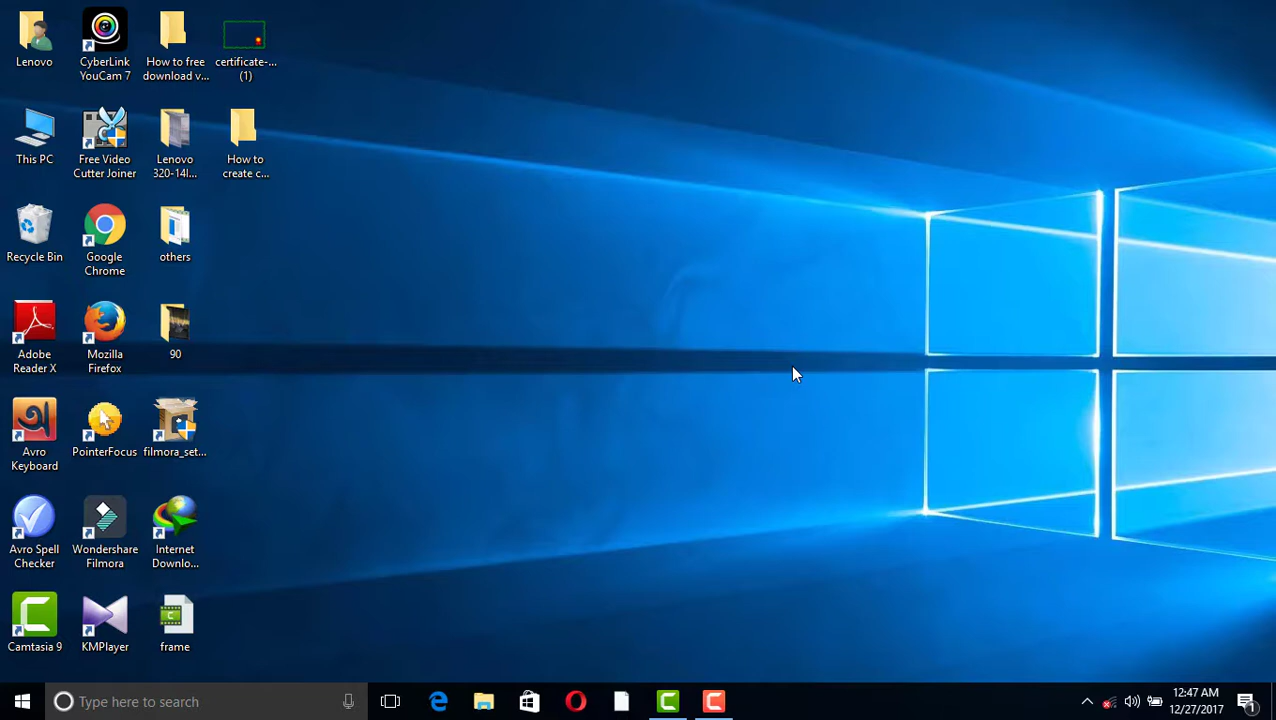 Lenovo
CyberLink
YouCam 7
How to free
download v...
certificate-...
(1)
This PC
Free Video
Cutter Joiner
Lenovo
320-14I...
How to
create c...
Recycle Bin
Google
Chrome
others
Adobe
Reader X
Mozilla
Firefox
90
Avro
Keyboard
PointerFocus
filmora_set...
Avro Spell
Checker
Wondershare
Filmora
Internet
Downlo...
Camtasia 9
KMPlayer
frame
Type here to search
12:47 AM
12/27/2017
1